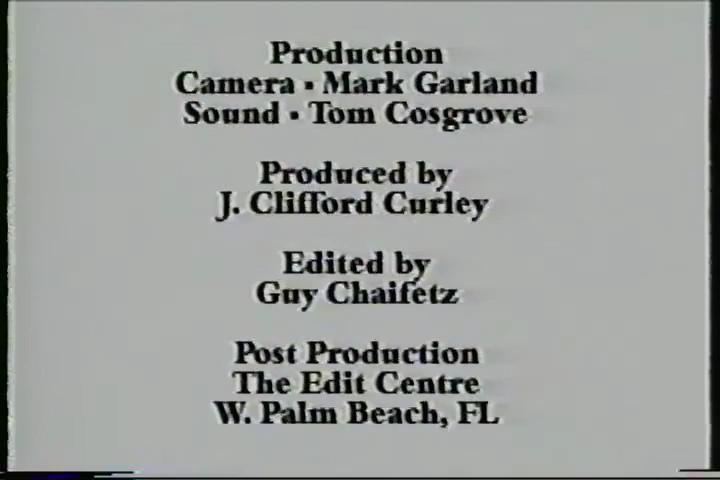 Production
Camera ▪ Mark Garland
Sound ▪ Tom Cosgrove
Produced by
J. Clifford Curley
Edited by
Guy Chaifetz
Post Production
The Edit Centre
W. Palm Beach, FL